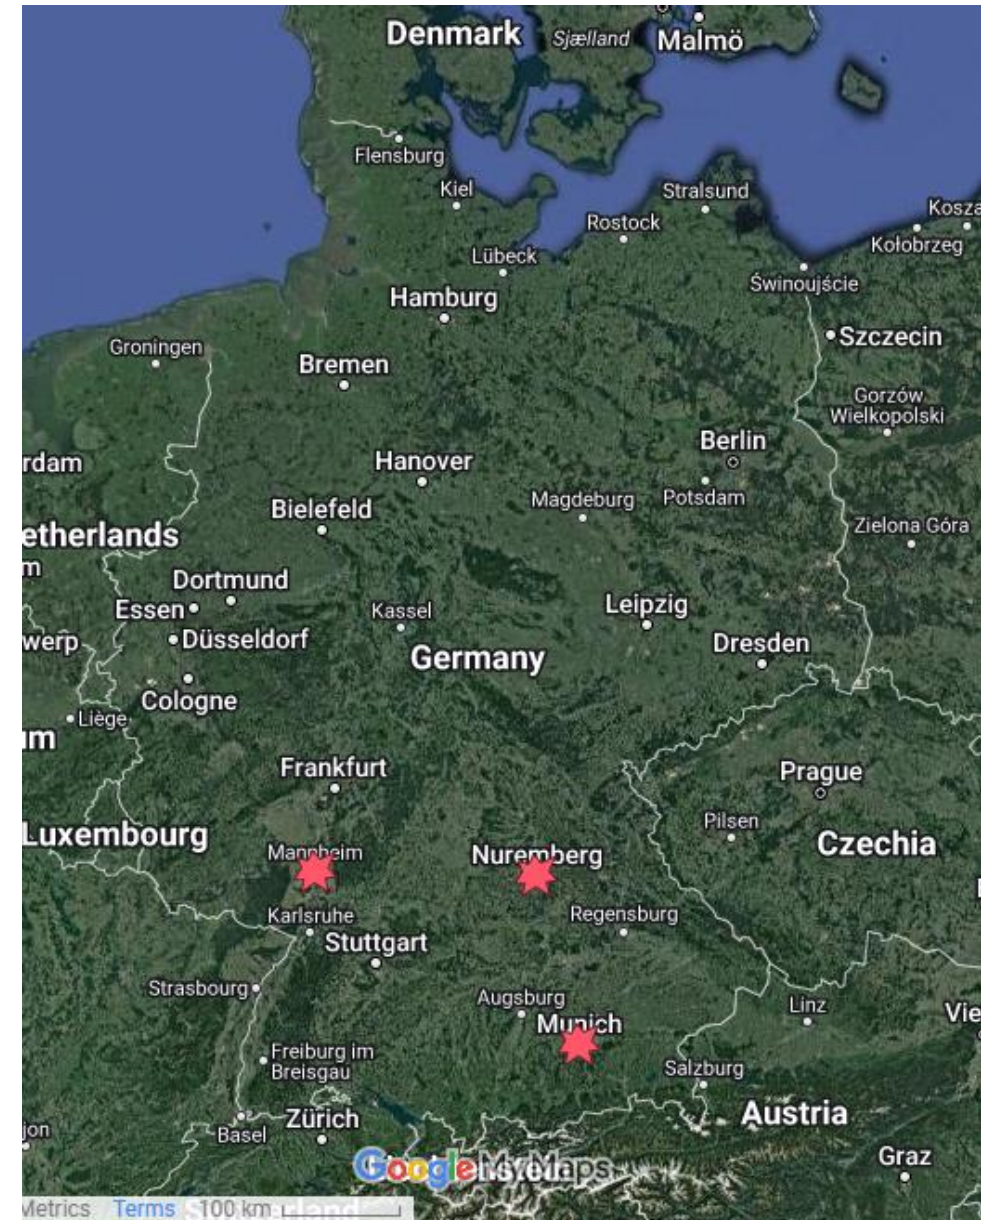 Denmark
Sjælland
Malmö
Flensburg
Kiel
Stralsund
Rostock
Kosza
Kołobrzeg
Lübeck
Świnoujście
Hamburg
Szczecin
Groningen
Bremen
Gorzów
Wielkopolski
Berlin
rdam
Hanover
Magdeburg
Potsdam
Bielefeld
Zielona Góra
etherlands
m
Dortmund
Essen
Kassel
Leipzig
werp
Düsseldorf
Dresden
Germany
Cologne
Liège
um
Frankfurt
Prague
Luxembourg
Pilsen
Czechia
Mannheim
Nuremberg
Karlsruhe
Regensburg
Stuttgart
Strasbourg
Augsburg
Linz
Vie
Munich
Freiburg im
Breisgau
Salzburg
Zürich
Austria
jon
Basel
Graz
Google My Maps
Metrics Terms 100 km